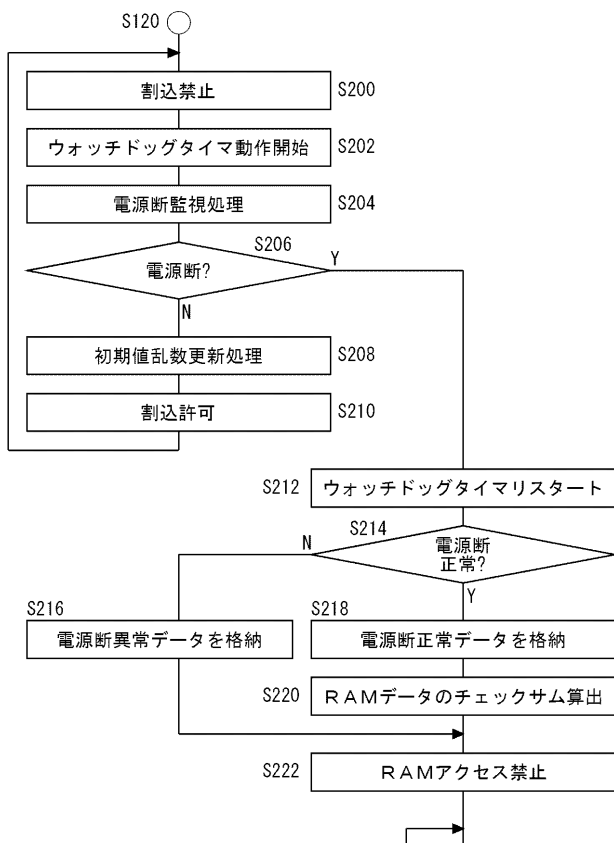 S120
割込禁止 S200
ウォッチドッグタイマ動作開始 S202
電源断監視処理 S204
S206
電源断?
Y
N
初期値乱数更新処理 S208
割込許可 S210
S212 ウォッチドッグタイマリスタート
S214
電源断
正常?
N
Y
S216
電源断異常データを格納
S218
電源断正常データを格納
S220 RAMデータのチェックサム算出
S222 RAMアクセス禁止